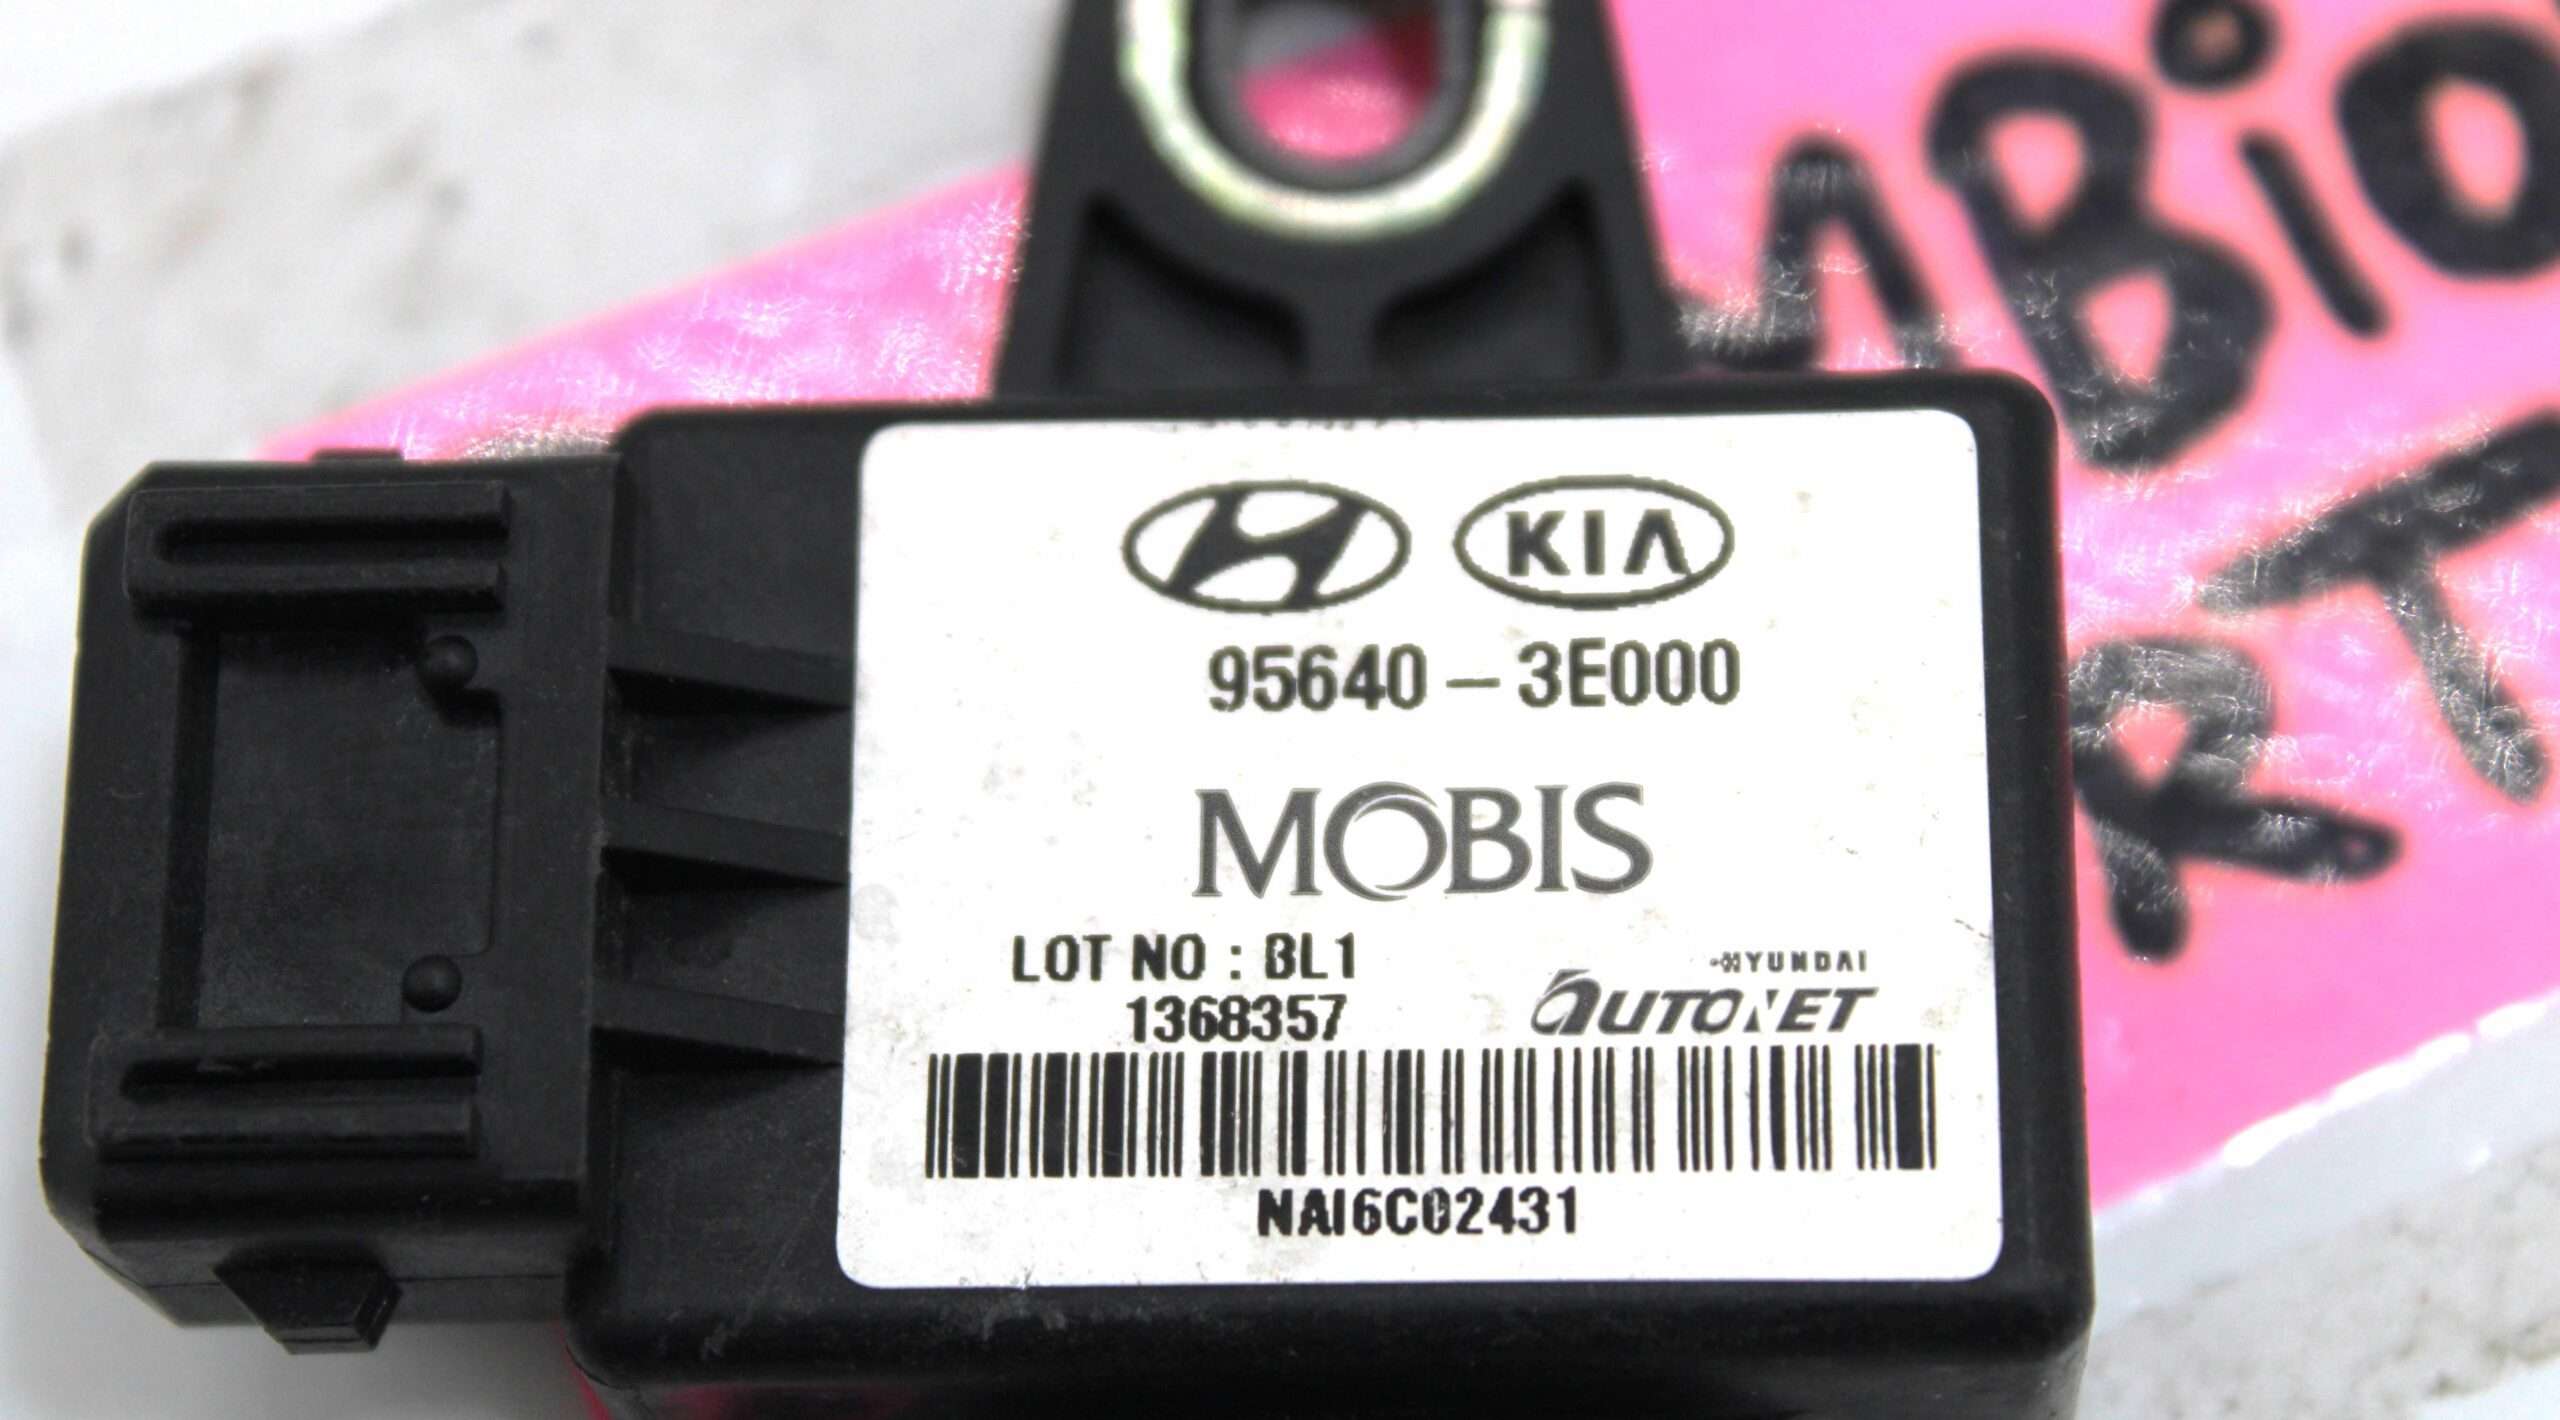 KIA
95640-3E000
MOBIS
LOT NO : BL1
1368357
HYUNDAI
AUTONET
NAI6C02431